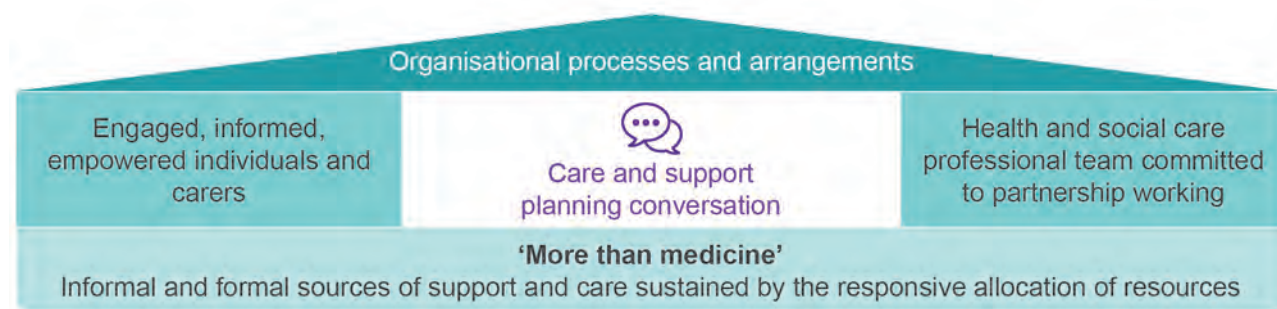 Organisational processes and arrangements
Engaged, informed,
empowered individuals and
carers
Care and support
planning conversation
Health and social care
professional team committed
to partnership working
‘More than medicine’
Informal and formal sources of support and care sustained by the responsive allocation of resources